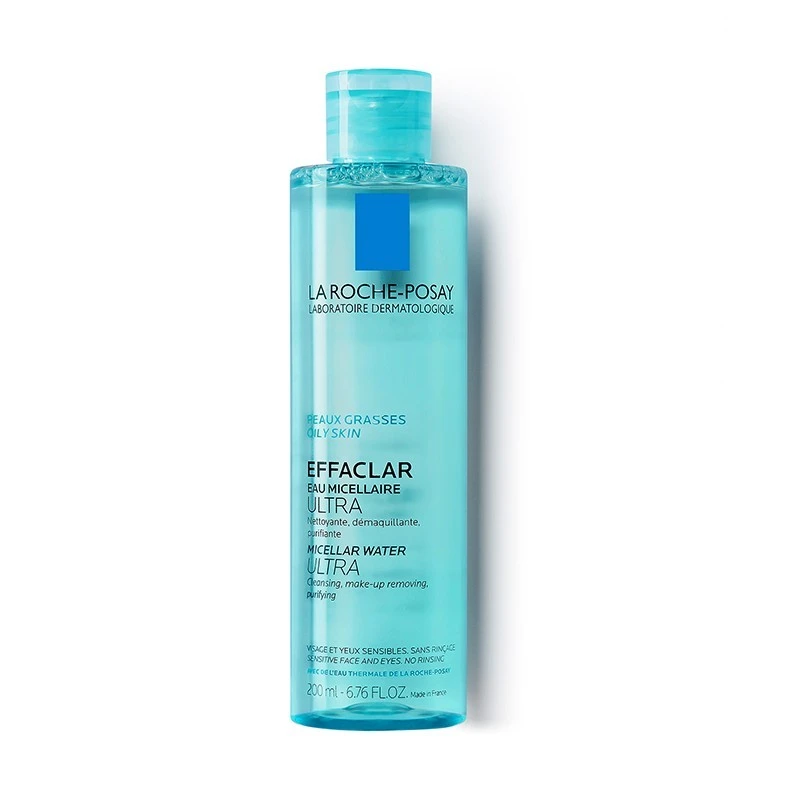 LA ROCHE-POSAY
LABORATOIRE DERMATOLOGIQUE
PEAUX GRASSES
OILY SKIN
EFFACLAR
EAU MICELLAIRE
ULTRA
Nettoyante, démaquillante,
purifiante
MICELLAR WATER
ULTRA
Cleansing, make-up removing,
purifying
VISAGE ET YEUX SENSIBLES. SANS RINÇAGE
SENSITIVE FACE AND EYES. NO RINSING
AVEC DE L'EAU THERMALE DE LA ROCHE-POSAY
200 ml - 6.76 FL.OZ. Made in France